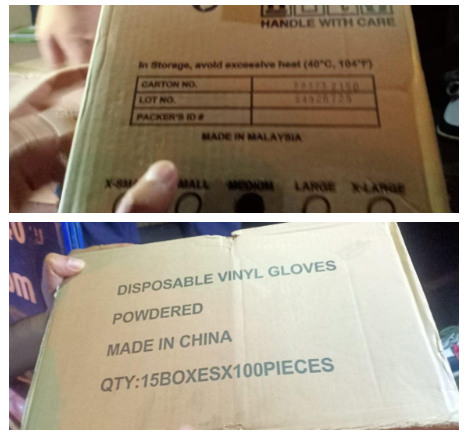 HANDLE WITH CARE
In Storage, avoid excessive heat (40°C, 104°F)
CARTON NO.
LOT NO.
PACKER'S ID #
MADE IN MALAYSIA
MEDIUM LARGE X-LARGE
DISPOSABLE VINYL GLOVES
POWDERED
MADE IN CHINA
QTY:15BOXESX100PIECES